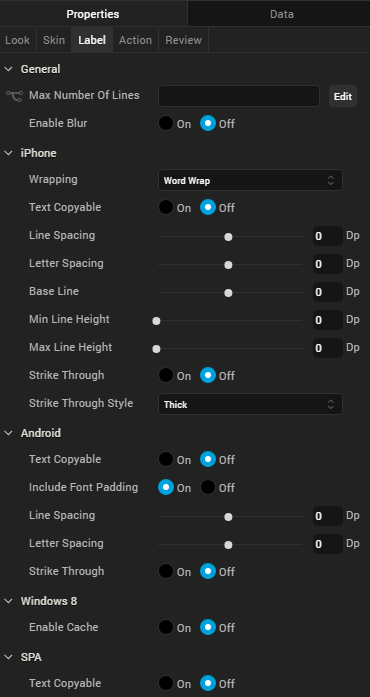 Properties Data
Look Skin Label Action Review
General
Max Number Of Lines Edit
Enable Blur On Off
iPhone
Wrapping Word Wrap
Text Copyable On Off
Line Spacing 0 Dp
Letter Spacing 0 Dp
Base Line 0 Dp
Min Line Height 0 Dp
Max Line Height 0 Dp
Strike Through On Off
Strike Through Style Thick
Android
Text Copyable On Off
Include Font Padding On Off
Line Spacing 0 Dp
Letter Spacing 0 Dp
Strike Through On Off
Windows 8
Enable Cache On Off
SPA
Text Copyable On Off